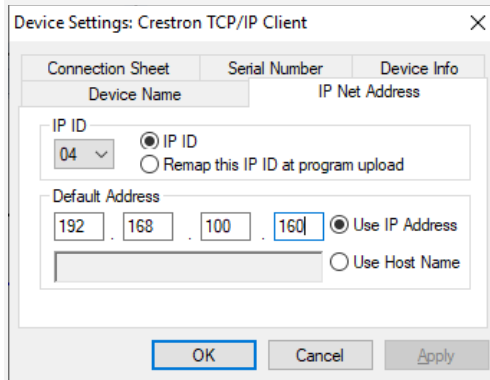 Device Settings: Crestron TCP/IP Client
Connection Sheet Serial Number Device Info
Device Name IP Net Address
IP ID
04 IP ID
Remap this IP ID at program upload
Default Address
192 . 168 . 100 . 160 Use IP Address
Use Host Name
OK Cancel Apply